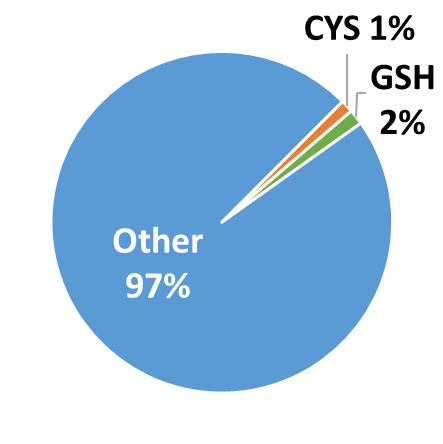 CYS 1%
GSH
2%
Other
97%